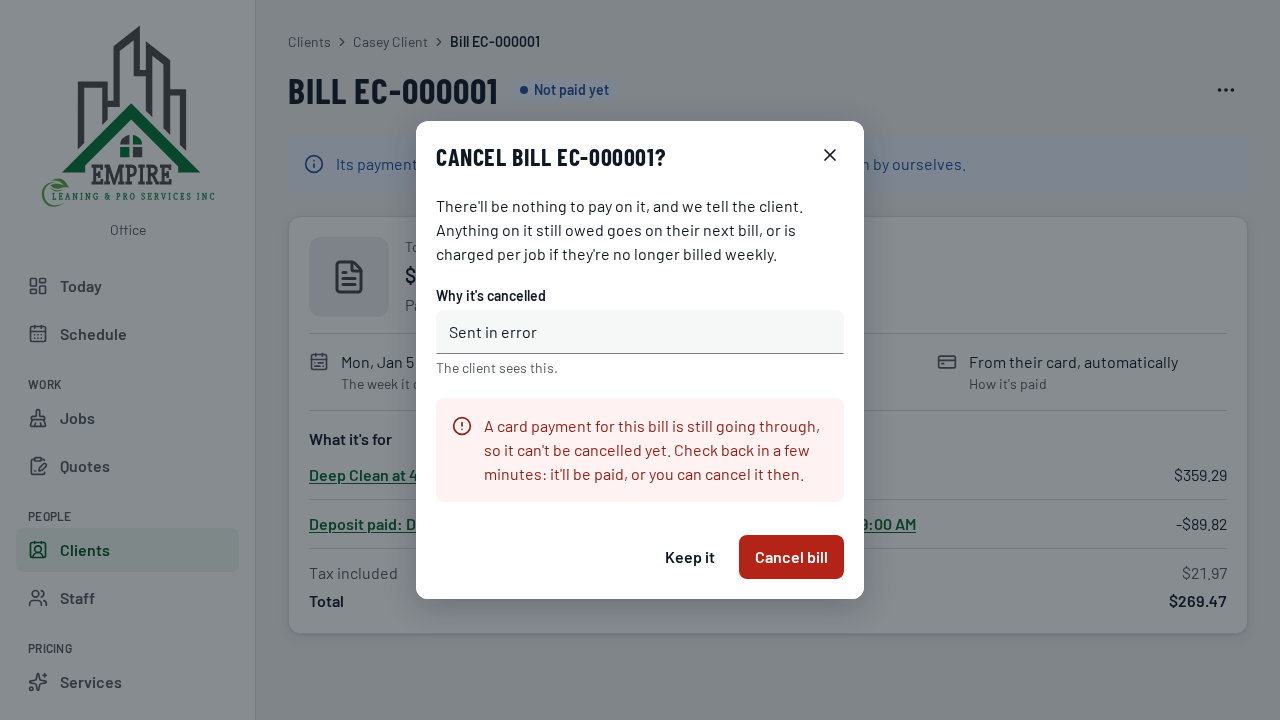 EMPIRE
LEANING & PRO SERVICES INC
Office
Today
Schedule
WORK
Jobs
Quotes
PEOPLE
Clients
Staff
PRICING
Services
Clients > Casey Client > Bill EC-000001
BILL EC-000001
Not paid yet
Its payment
by ourselves.
$
Mon, Jan 5
The week it
From their card, automatically
How it's paid
What it's for
Deep Clean at
$359.29
Deposit paid:
9:00 AM
-$89.82
Tax included
$21.97
Total
$269.47
CANCEL BILL EC-000001?
There'll be nothing to pay on it, and we tell the client.
Anything on it still owed goes on their next bill, or is
charged per job if they're no longer billed weekly.
Why it's cancelled
Sent in error
The client sees this.
A card payment for this bill is still going through,
so it can't be cancelled yet. Check back in a few
minutes: it'll be paid, or you can cancel it then.
Keep it
Cancel bill